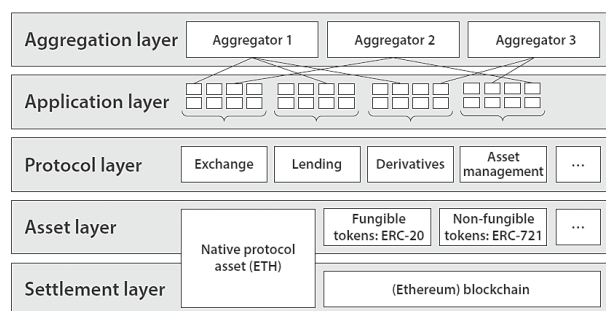 Aggregation layer
Aggregator 1
Aggregator 2
Aggregator 3
Application layer
Protocol layer
Exchange
Lending
Derivatives
Asset
management
...
Asset layer
Native protocol
asset (ETH)
Fungible
tokens: ERC-20
Non-fungible
tokens: ERC-721
...
Settlement layer
(Ethereum) blockchain